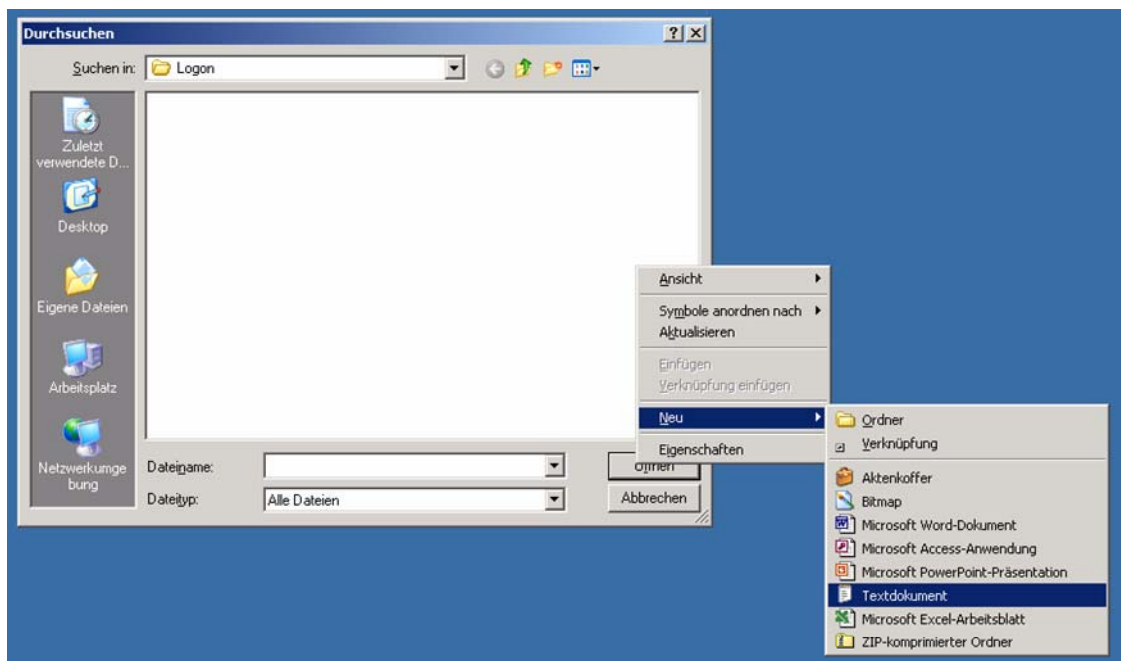 Durchsuchen
Suchen in:
Logon
Zuletzt
verwendete D...
Desktop
Eigene Dateien
Arbeitsplatz
Netzwerkumge
bung
Dateiname:
Öffnen
Dateityp:
Alle Dateien
Abbrechen
Ansicht
Symbole anordnen nach
Aktualisieren
Einfügen
Verknüpfung einfügen
Neu
Eigenschaften
Ordner
Verknüpfung
Aktenkoffer
Bitmap
Microsoft Word-Dokument
Microsoft Access-Anwendung
Microsoft PowerPoint-Präsentation
Textdokument
Microsoft Excel-Arbeitsblatt
ZIP-komprimierter Ordner